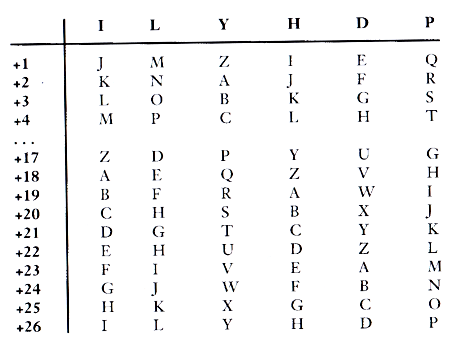 I L Y H D P
+1 J M Z I E Q
+2 K N A J F R
+3 L O B K G S
+4 M P C L H T
...
+17 Z D P Y U G
+18 A E Q Z V H
+19 B F R A W I
+20 C H S B X J
+21 D G T C Y K
+22 E H U D Z L
+23 F I V E A M
+24 G J W F B N
+25 H K X G C O
+26 I L Y H D P